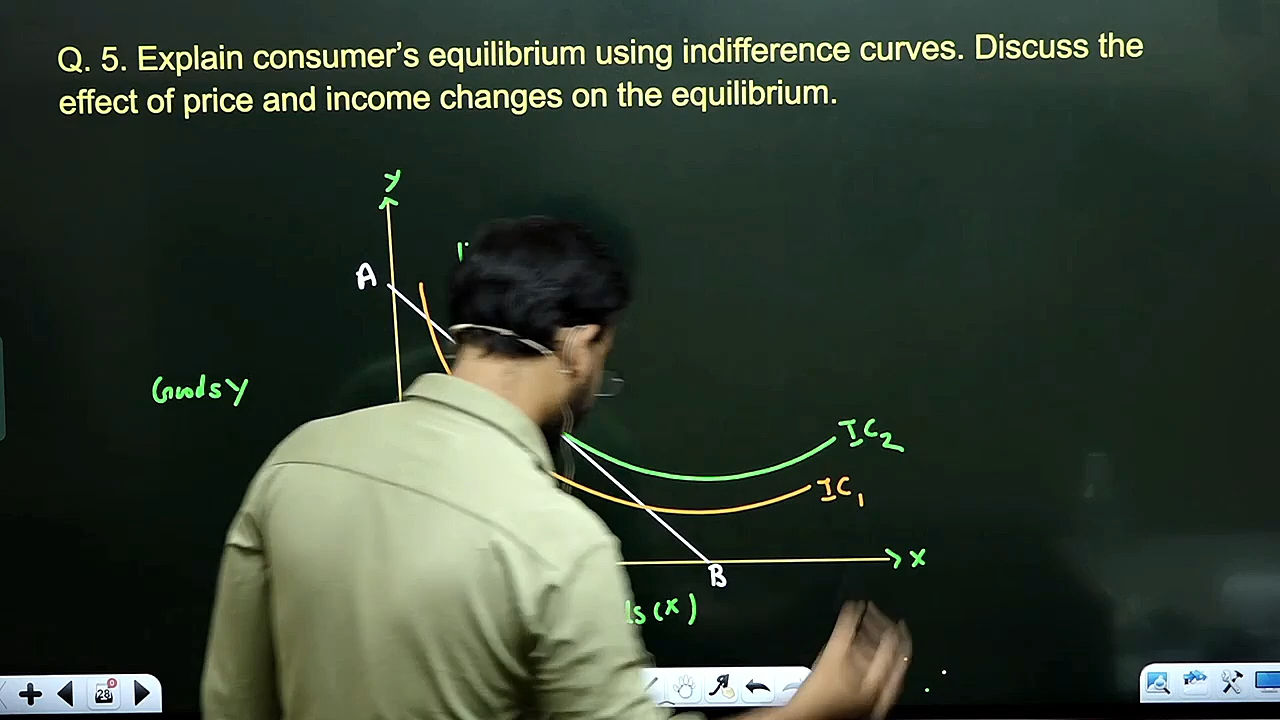 Q. 5. Explain consumer's equilibrium using indifference curves. Discuss the
effect of price and income changes on the equilibrium.
Y
A
Goods Y
IC2
IC1
X
B
ls (X)
28